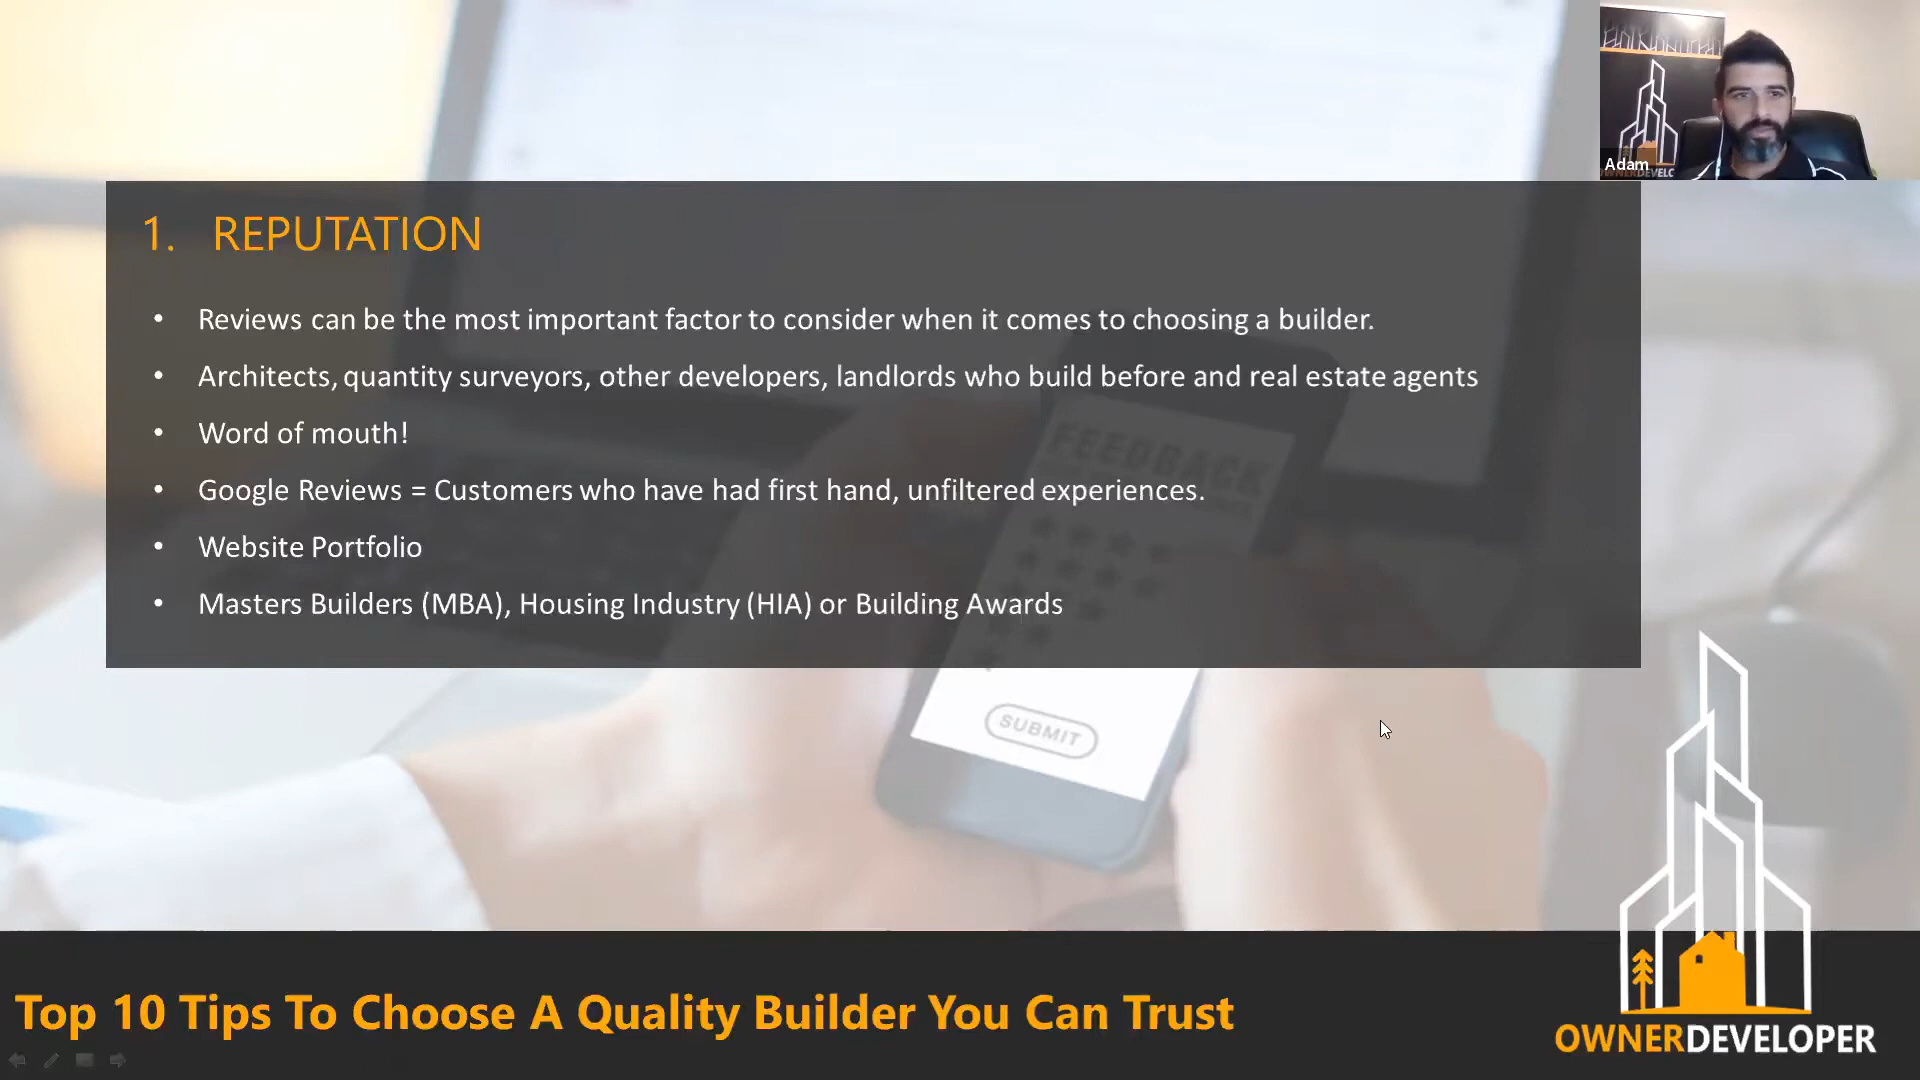 Adam
OWNERDEVELC
1. REPUTATION
• Reviews can be the most important factor to consider when it comes to choosing a builder.
• Architects, quantity surveyors, other developers, landlords who build before and real estate agents
• Word of mouth!
• Google Reviews = Customers who have had first hand, unfiltered experiences.
• Website Portfolio
• Masters Builders (MBA), Housing Industry (HIA) or Building Awards
FEEDBACK
SUBMIT
Top 10 Tips To Choose A Quality Builder You Can Trust
OWNERDEVELOPER